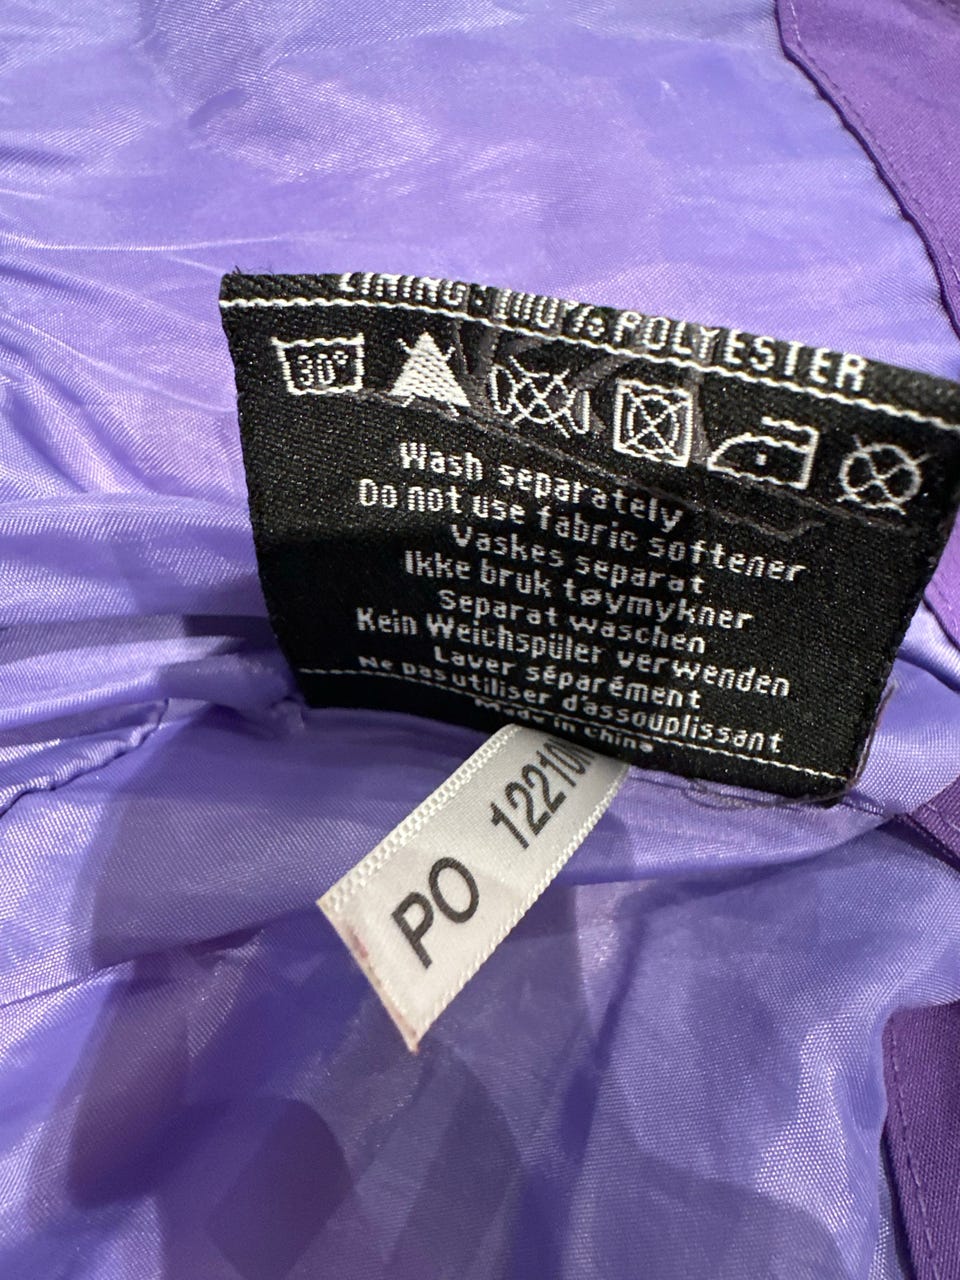 LINING: 100% POLYESTER
30°
Wash separately
Do not use fabric softener
Vaskes separat
Ikke bruk tøymykner
Separat waschen
Kein Weichspüler verwenden
Laver séparément
Ne pas utiliser d'assouplissant
Made in China
PO 12210